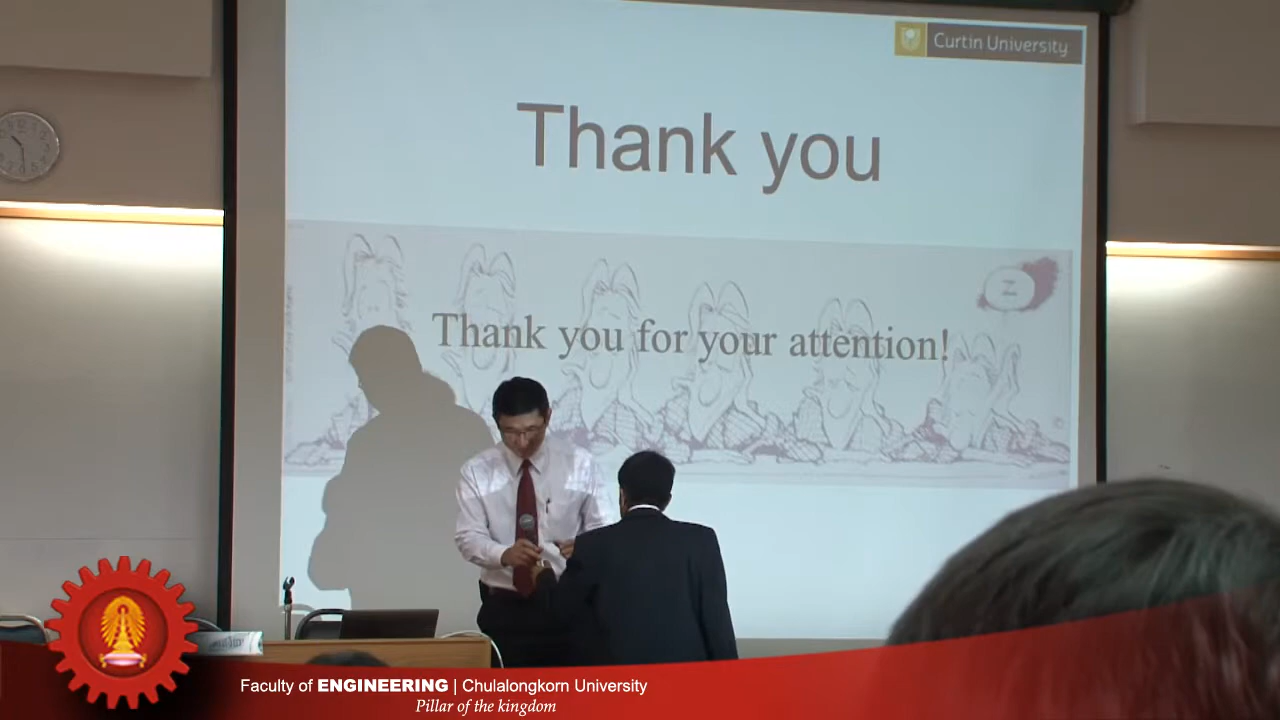 Curtin University
Thank you
Thank you for your attention!
Faculty of ENGINEERING | Chulalongkorn University
Pillar of the kingdom